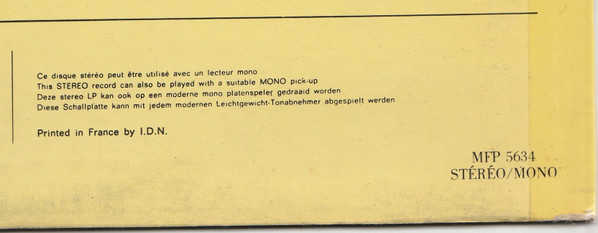 Ce disque stéréo peut être utilisé avec un lecteur mono
This STEREO record can also be played with a suitable MONO pick-up
Deze stereo LP kan ook op een moderne mono platenspeler gedraaid worden
Diese Schallplatte kann mit jedem modernen Leichtgewicht-Tonabnehmer abgespielt werden
Printed in France by I.D.N.
MFP 5634
STÉRÉO/MONO